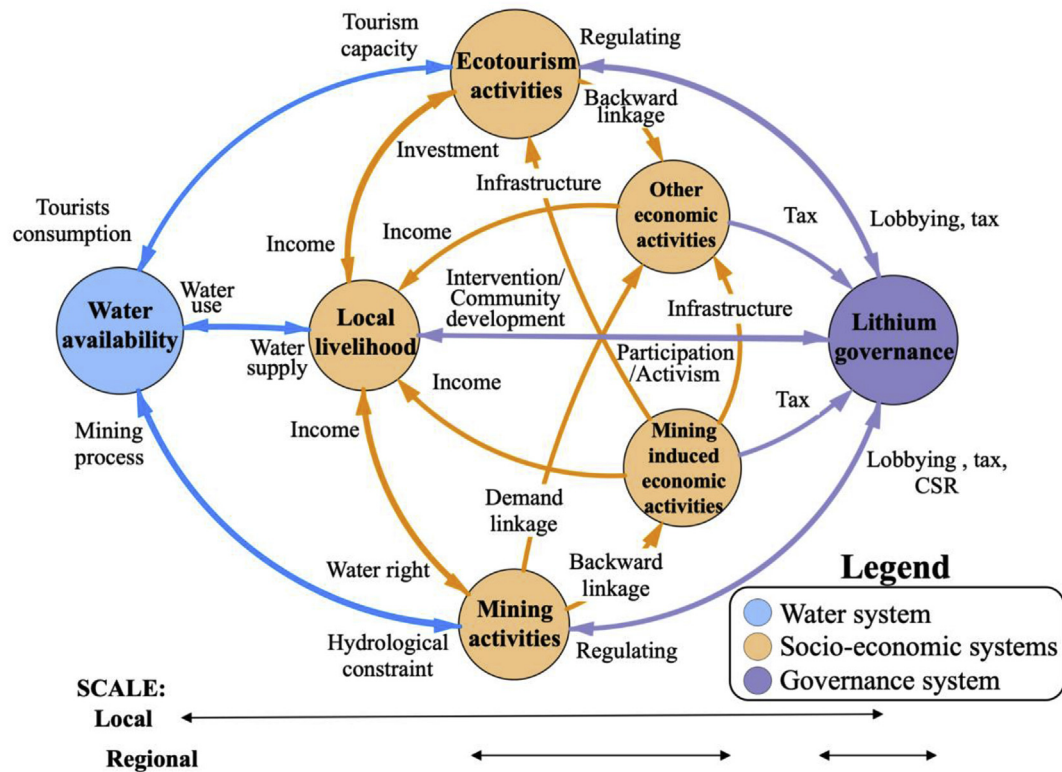 Tourism
capacity
Regulating
Ecotourism
activities
Backward
linkage
Investment
Infrastructure
Other
economic
activities
Tourists
consumption
Tax
Lobbying, tax
Income
Income
Intervention/
Community
development
Water
use
Water
availability
Local
livelihood
Infrastructure
Lithium
governance
Water
supply
Participation
/Activism
Income
Tax
Mining
process
Income
Mining
induced
economic
activities
Lobbying , tax,
CSR
Demand
linkage
Water right
Backward
linkage
Mining
activities
Hydrological
constraint
Regulating
Legend
Water system
Socio-economic systems
Governance system
SCALE:
Local
Regional